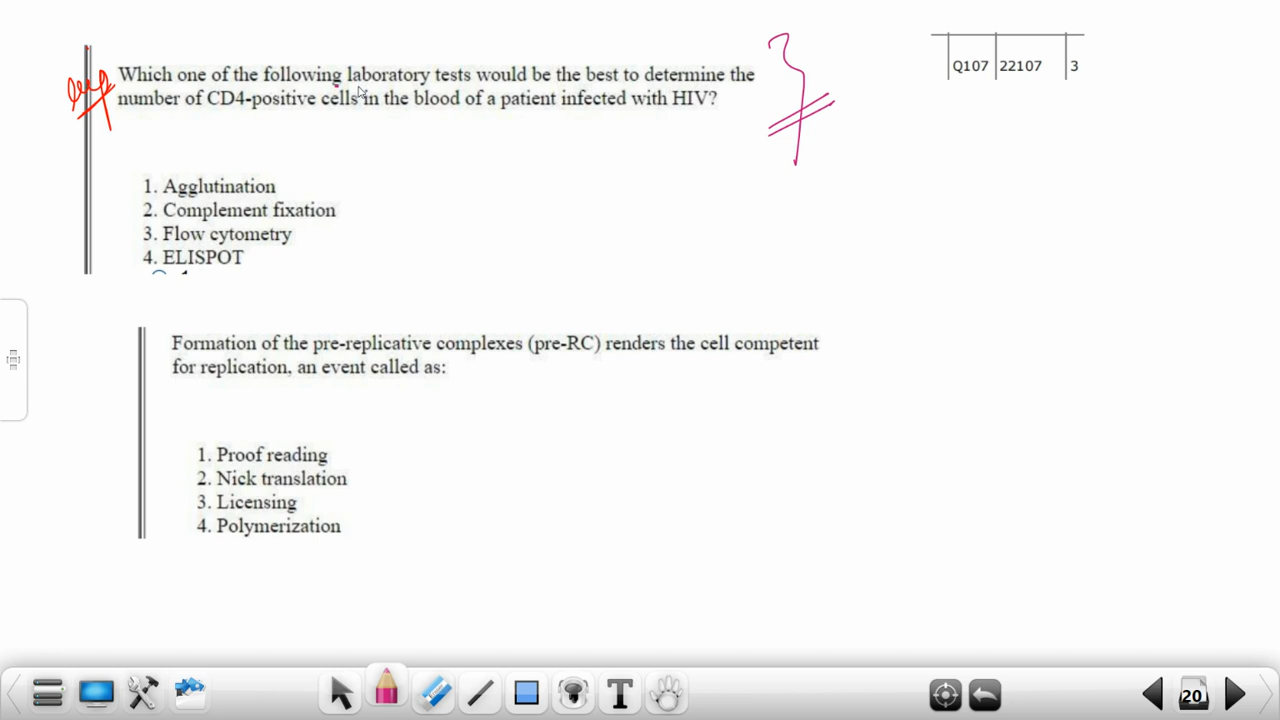 Which one of the following laboratory tests would be the best to determine the
number of CD4-positive cells in the blood of a patient infected with HIV?
1. Agglutination
2. Complement fixation
3. Flow cytometry
4. ELISPOT
Q107 22107 3
Formation of the pre-replicative complexes (pre-RC) renders the cell competent
for replication, an event called as:
1. Proof reading
2. Nick translation
3. Licensing
4. Polymerization
T
20